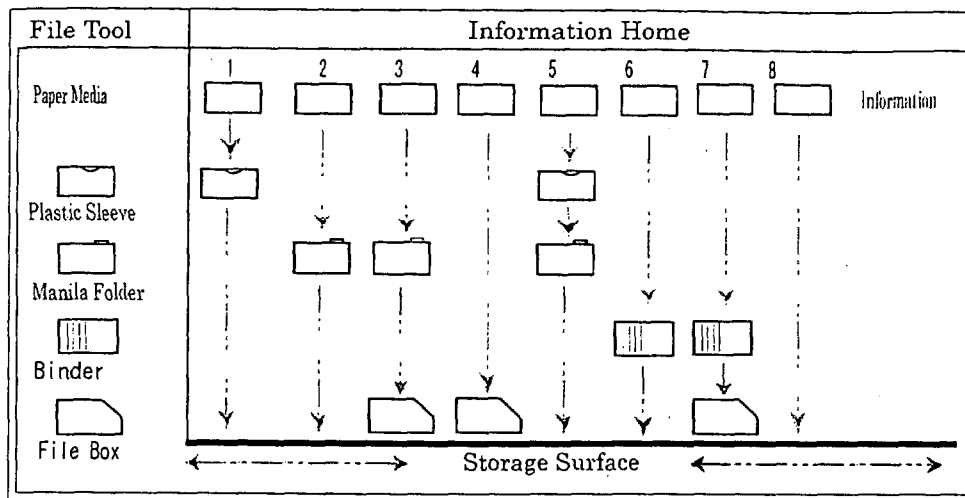 File Tool
Information Home
1 2 3 4 5 6 7 8
Paper Media
Information
Plastic Sleeve
Manila Folder
Binder
File Box
Storage Surface